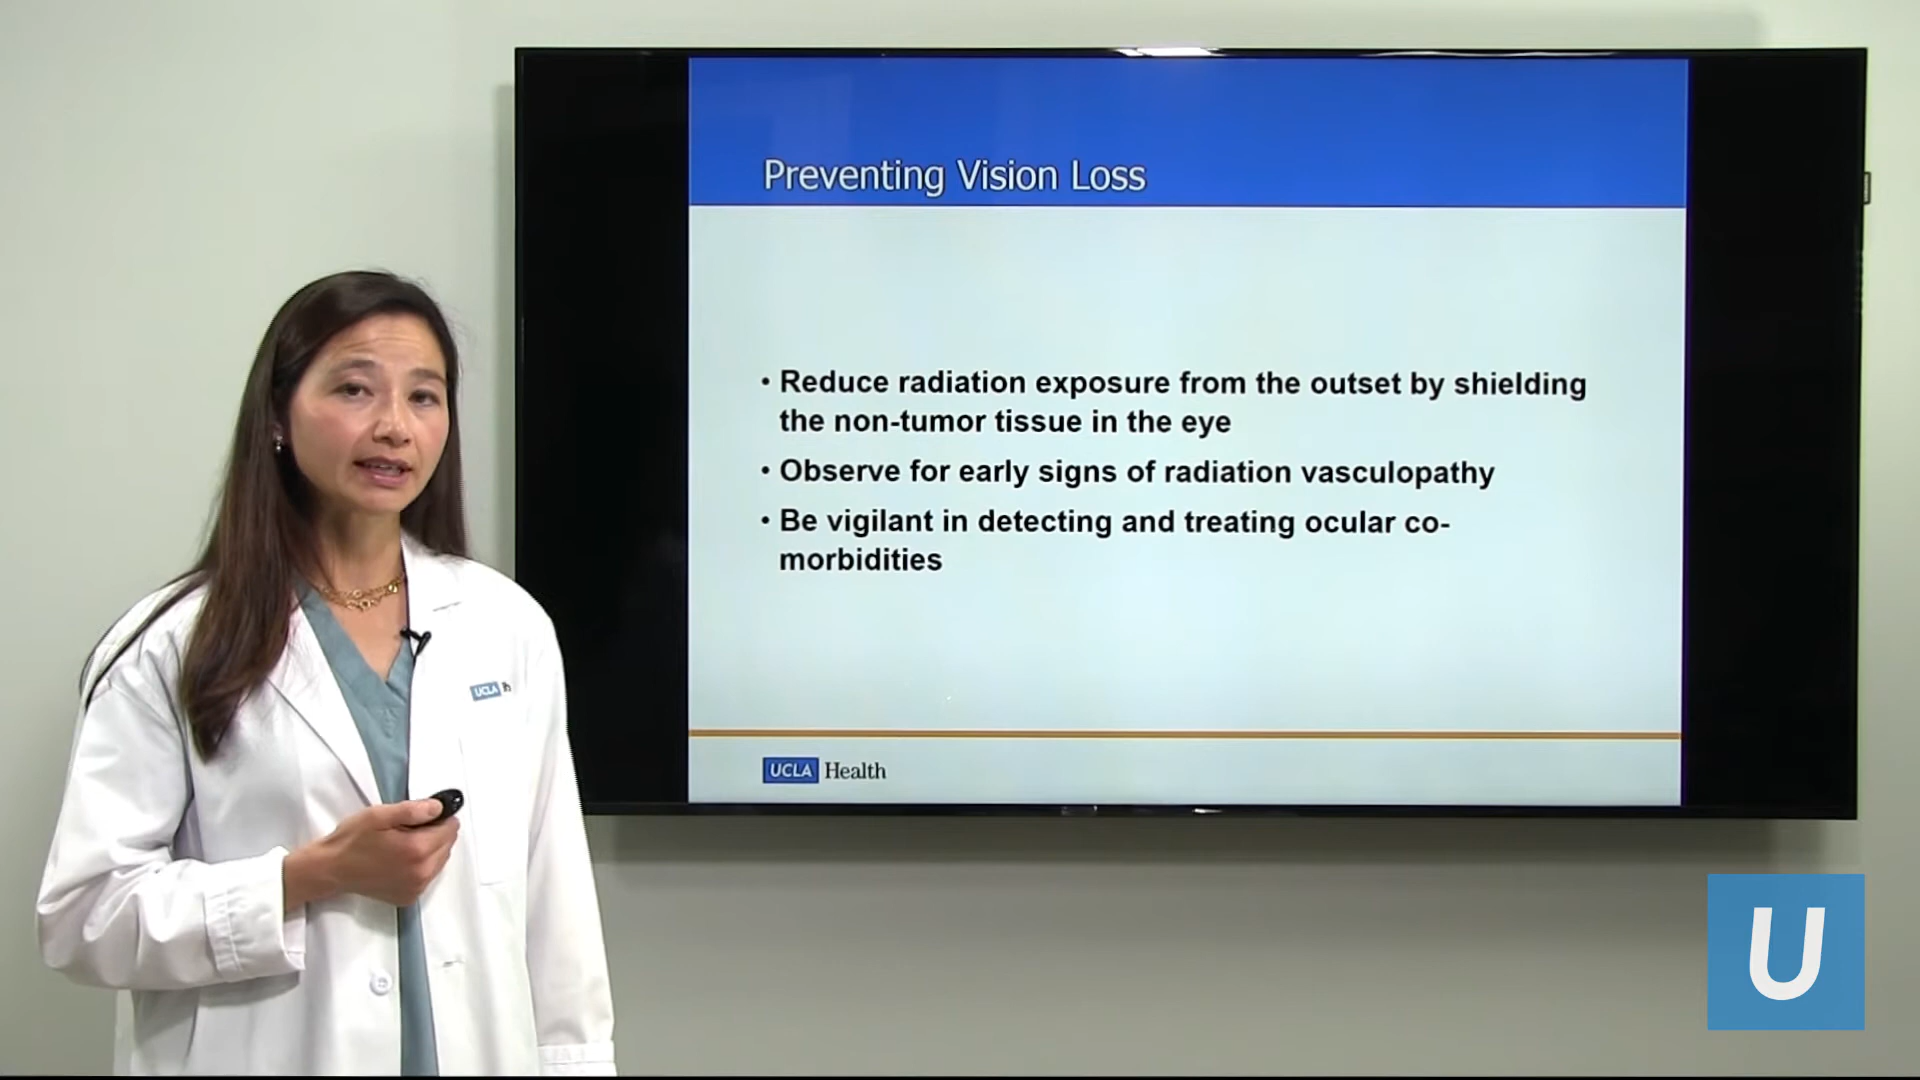 Preventing Vision Loss
• Reduce radiation exposure from the outset by shielding
the non-tumor tissue in the eye
• Observe for early signs of radiation vasculopathy
• Be vigilant in detecting and treating ocular co-
morbidities
UCLA Health
UCLA
U